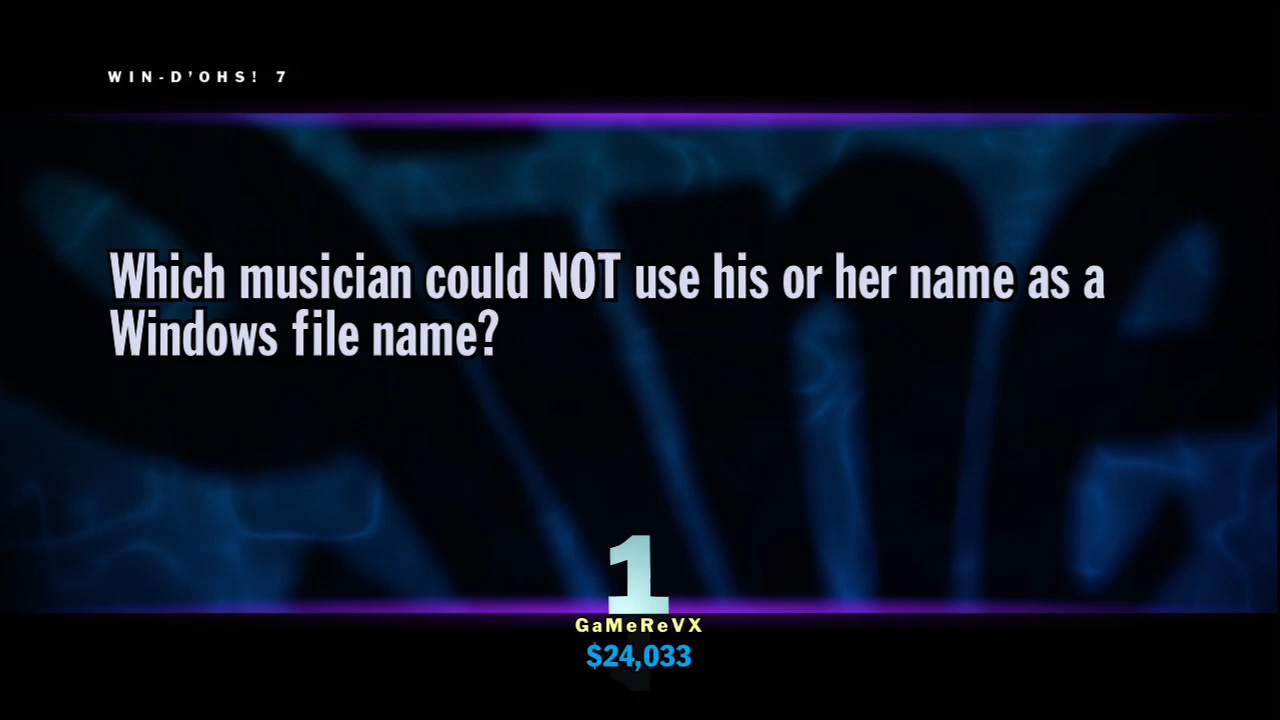 WIN-D'OHS! 7
Which musician could NOT use his or her name as a
Windows file name?
1
GaMeReVX
$24,033